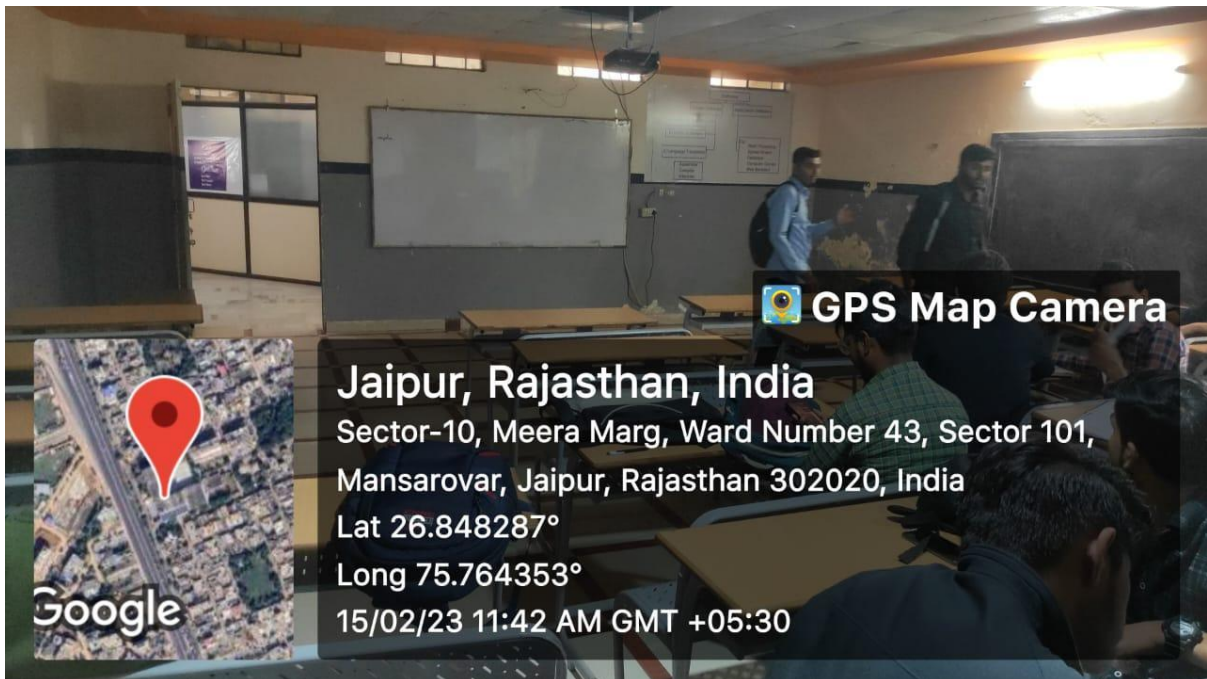 GPS Map Camera
Jaipur, Rajasthan, India
Sector-10, Meera Marg, Ward Number 43, Sector 101,
Mansarovar, Jaipur, Rajasthan 302020, India
Lat 26.848287°
Long 75.764353°
15/02/23 11:42 AM GMT +05:30
Google